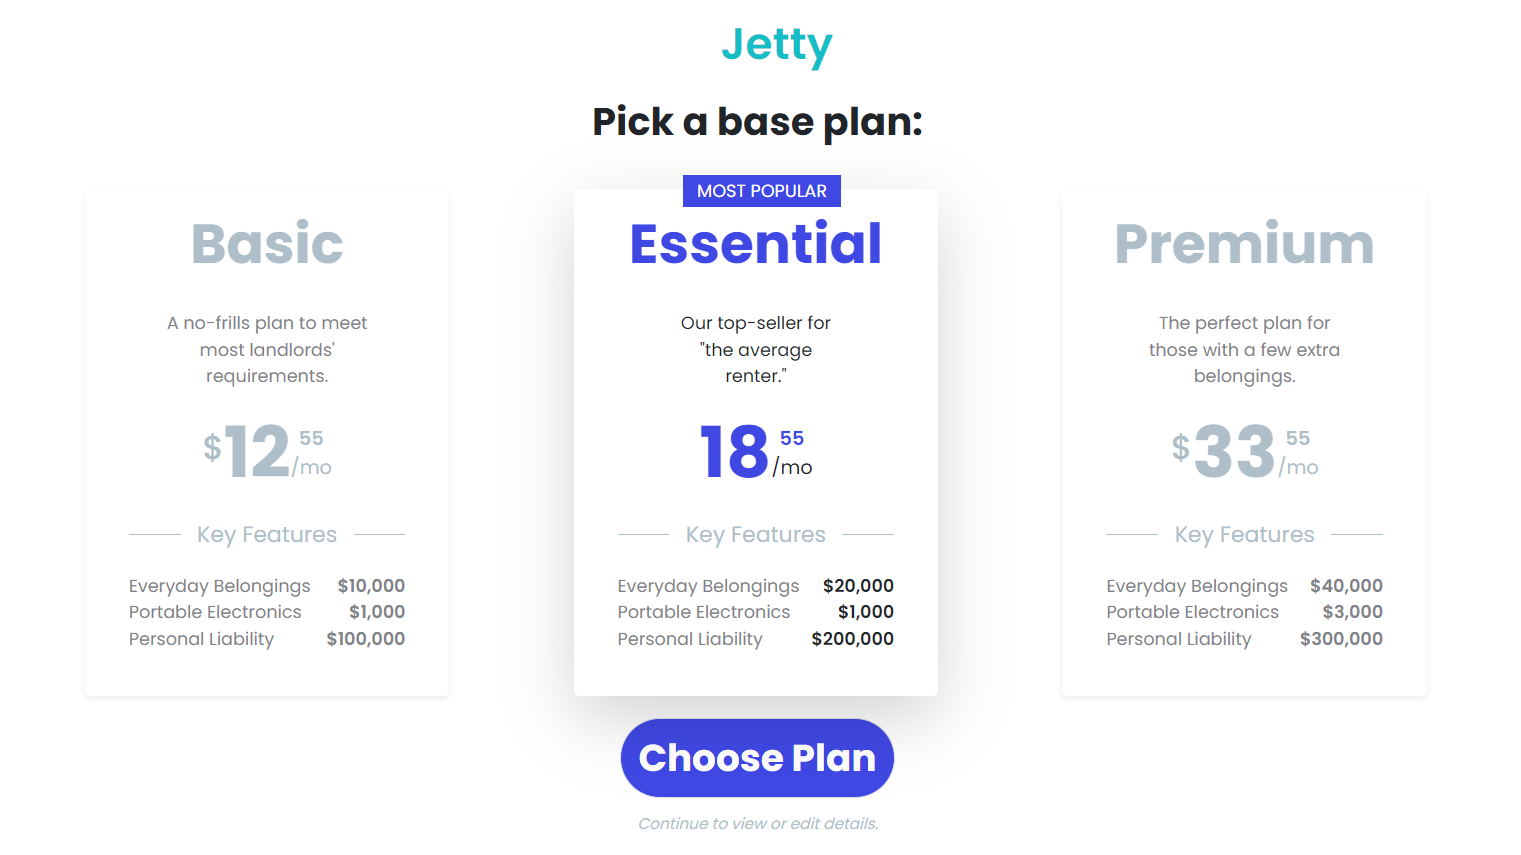 Jetty
Pick a base plan:
Basic
A no-frills plan to meet
most landlords'
requirements.
$12 55 /mo
Key Features
Everyday Belongings $10,000
Portable Electronics $1,000
Personal Liability $100,000
MOST POPULAR
Essential
Our top-seller for
"the average
renter."
18 55 /mo
Key Features
Everyday Belongings $20,000
Portable Electronics $1,000
Personal Liability $200,000
Premium
The perfect plan for
those with a few extra
belongings.
$33 55 /mo
Key Features
Everyday Belongings $40,000
Portable Electronics $3,000
Personal Liability $300,000
Choose Plan
Continue to view or edit details.